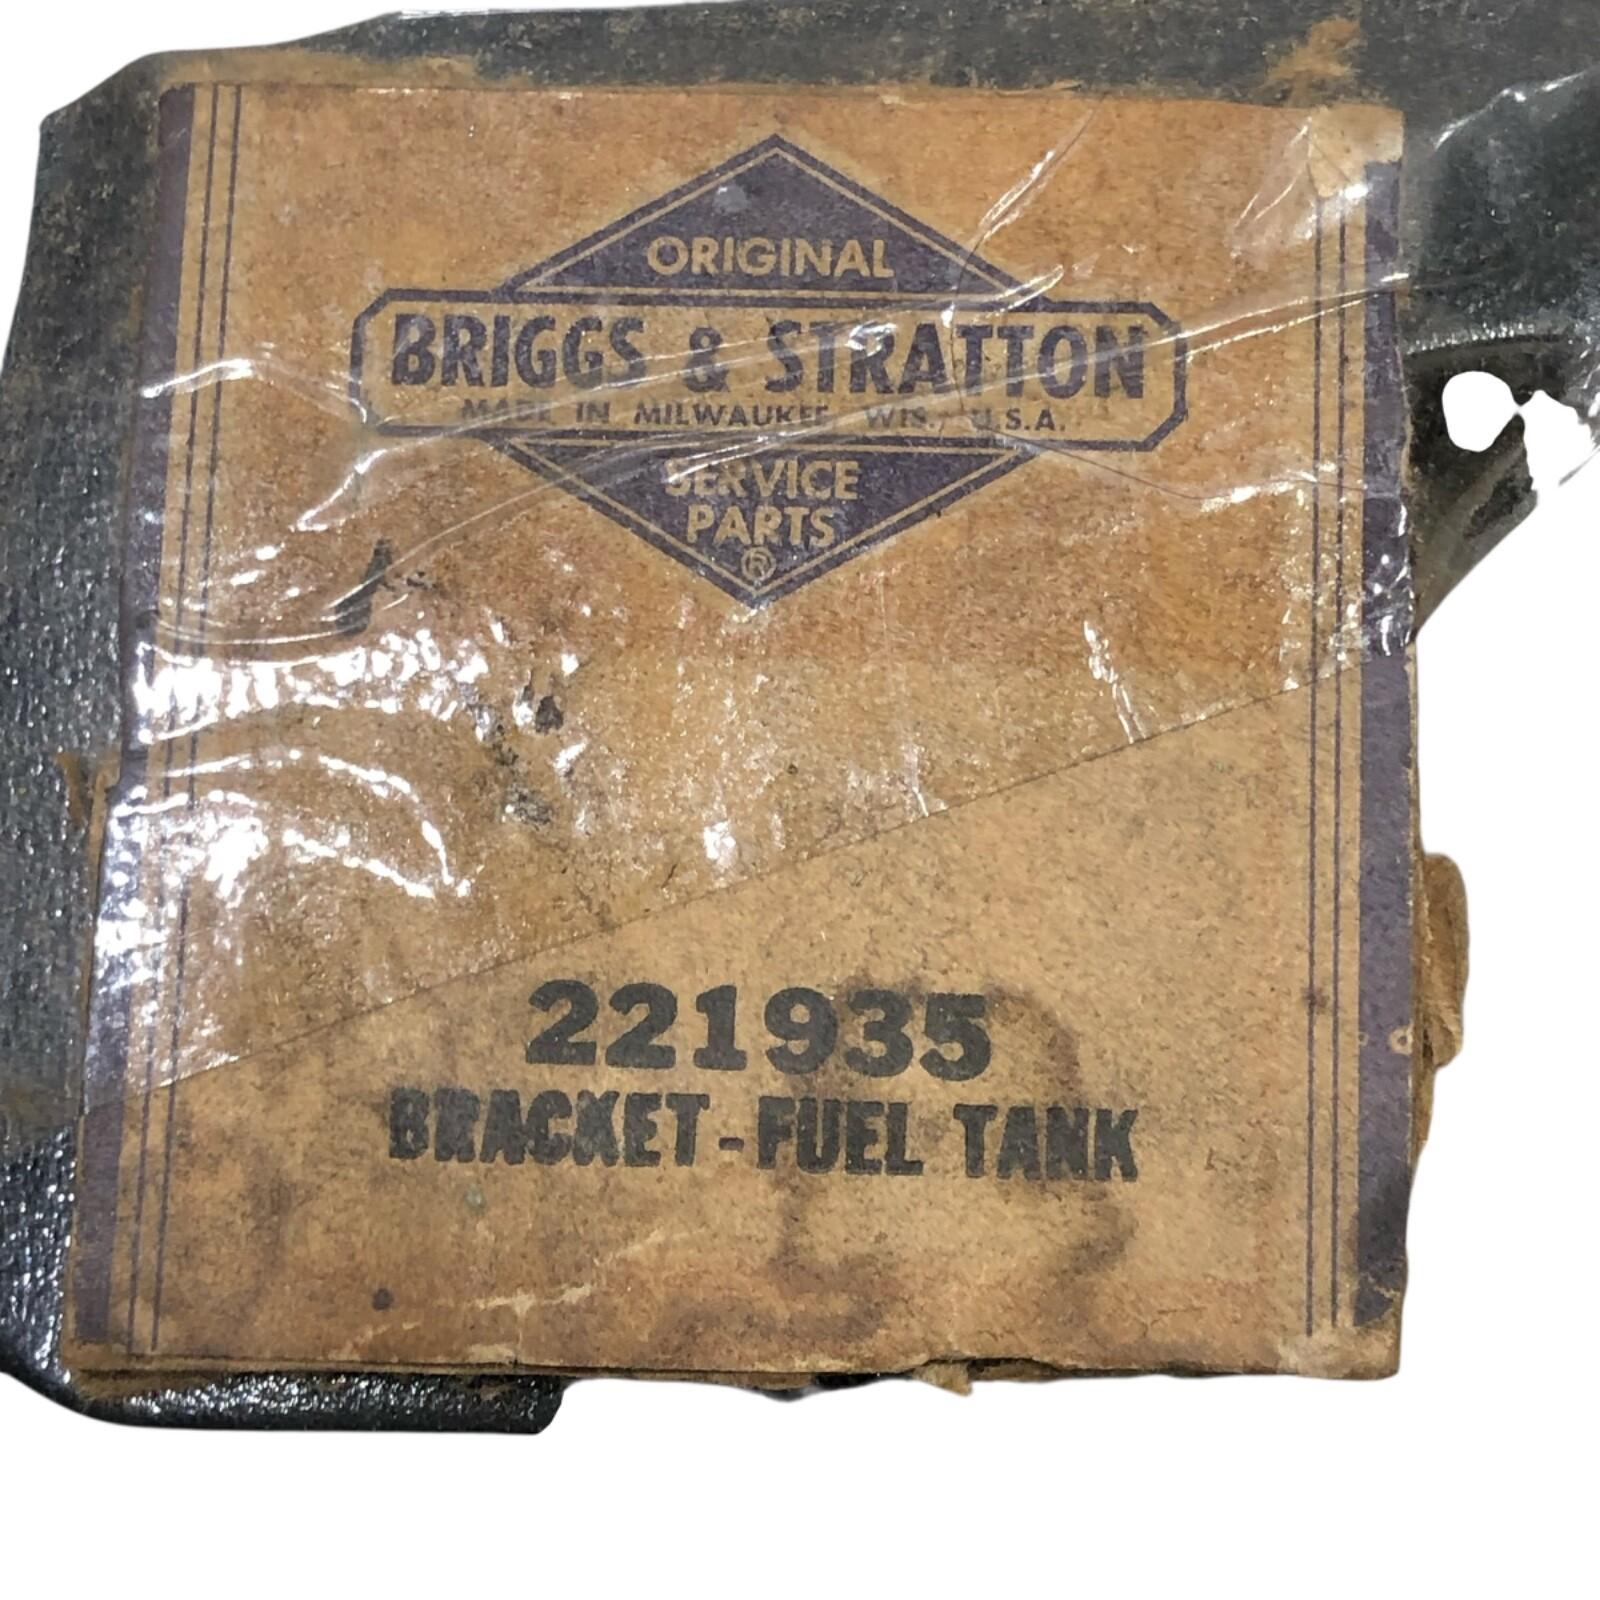 ORIGINAL
BRIGGS & STRATTON
MADE IN MILWAUKEE, WIS., U.S.A.
SERVICE
PARTS
®
221935
BRACKET-FUEL TANK